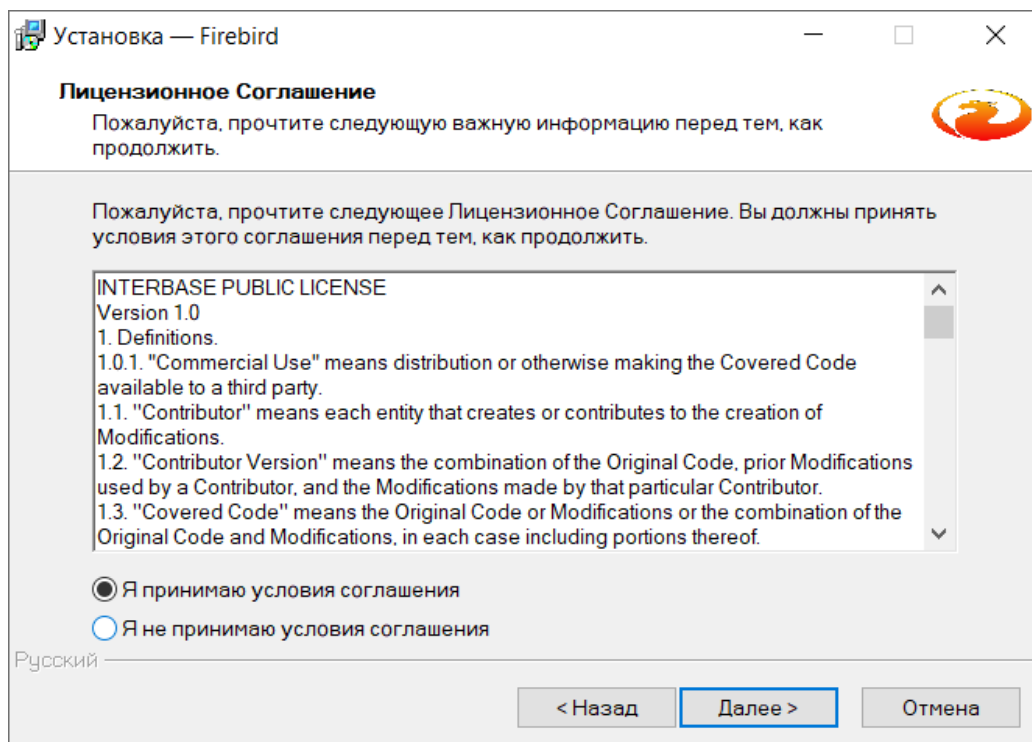 Установка — Firebird
Лицензионное Соглашение
Пожалуйста, прочтите следующую важную информацию перед тем, как
продолжить.
Пожалуйста, прочтите следующее Лицензионное Соглашение. Вы должны принять
условия этого соглашения перед тем, как продолжить.
INTERBASE PUBLIC LICENSE
Version 1.0
1. Definitions.
1.0.1. "Commercial Use" means distribution or otherwise making the Covered Code
available to a third party.
1.1. "Contributor" means each entity that creates or contributes to the creation of
Modifications.
1.2. "Contributor Version" means the combination of the Original Code, prior Modifications
used by a Contributor, and the Modifications made by that particular Contributor.
1.3. "Covered Code" means the Original Code or Modifications or the combination of the
Original Code and Modifications, in each case including portions thereof.
Я принимаю условия соглашения
Я не принимаю условия соглашения
Русский
< Назад
Далее >
Отмена